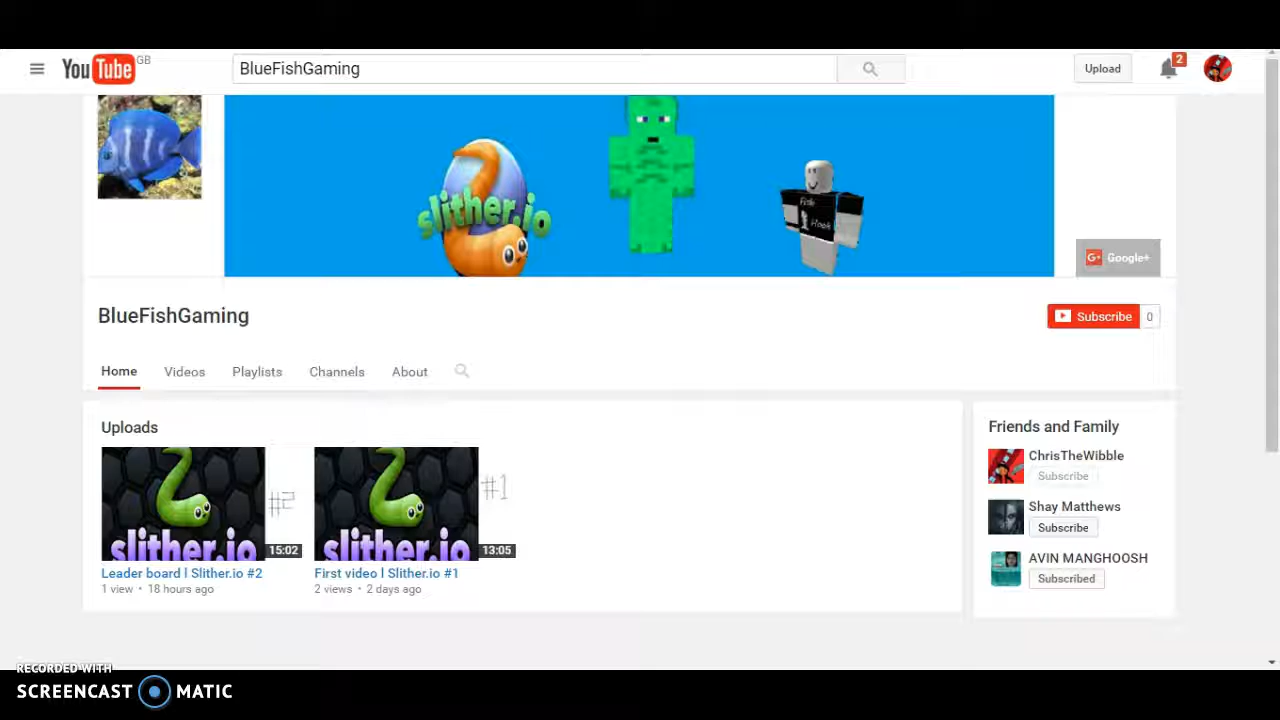 YouTube GB
BlueFishGaming
Upload
2
slither.io
Fish
1 Hook
G+ Google+
BlueFishGaming
Subscribe 0
Home Videos Playlists Channels About
Uploads
#2
slither.io
15:02
Leader board l Slither.io #2
1 view • 18 hours ago
#1
slither.io
13:05
First video l Slither.io #1
2 views • 2 days ago
Friends and Family
ChrisTheWibble
Subscribe
Shay Matthews
Subscribe
AVIN MANGHOOSH
Subscribed
RECORDED WITH
SCREENCAST MATIC